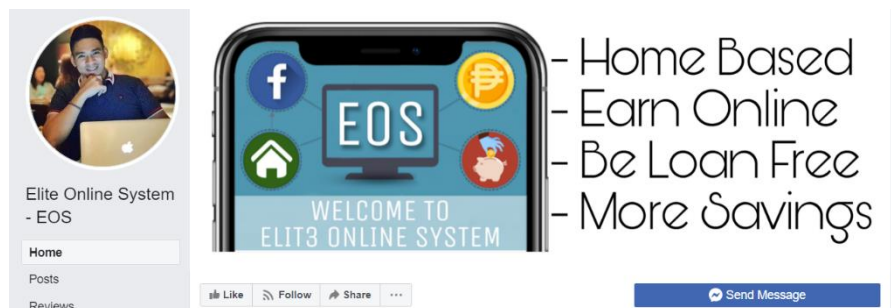 Elite Online System
- EOS
Home
Posts
Reviews
f
EOS
WELCOME TO
ELIT3 ONLINE SYSTEM
- Home Based
- Earn Online
- Be Loan Free
- More Savings
Like Follow Share ...
Send Message